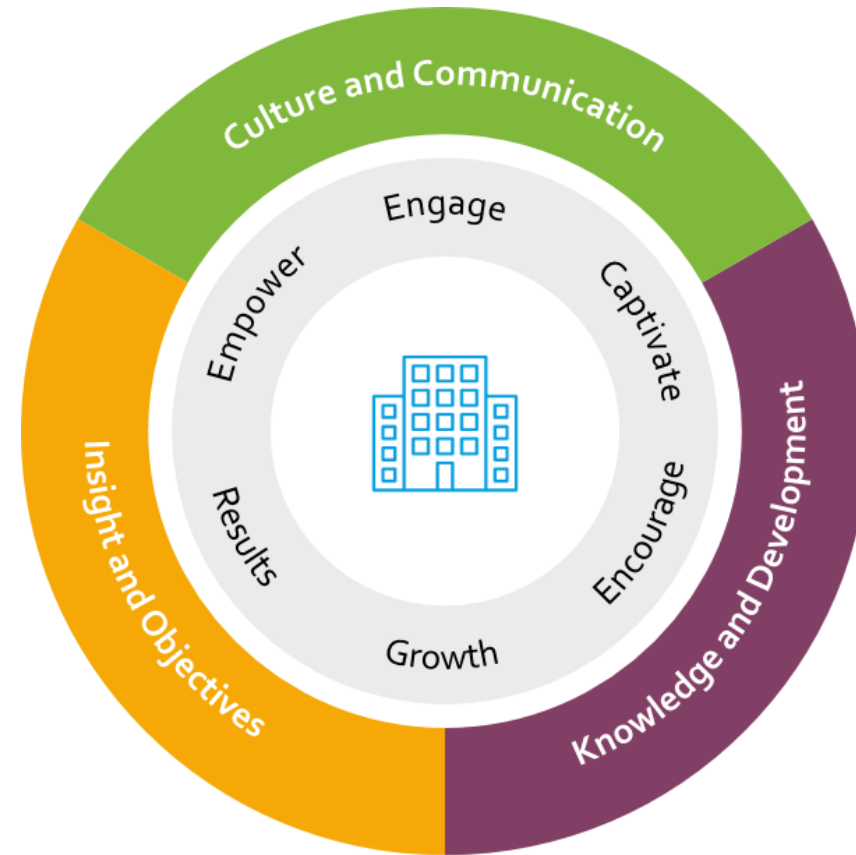 Culture and Communication
Engage
Captivate
Encourage
Growth
Results
Empower
Knowledge and Development
Insight and Objectives